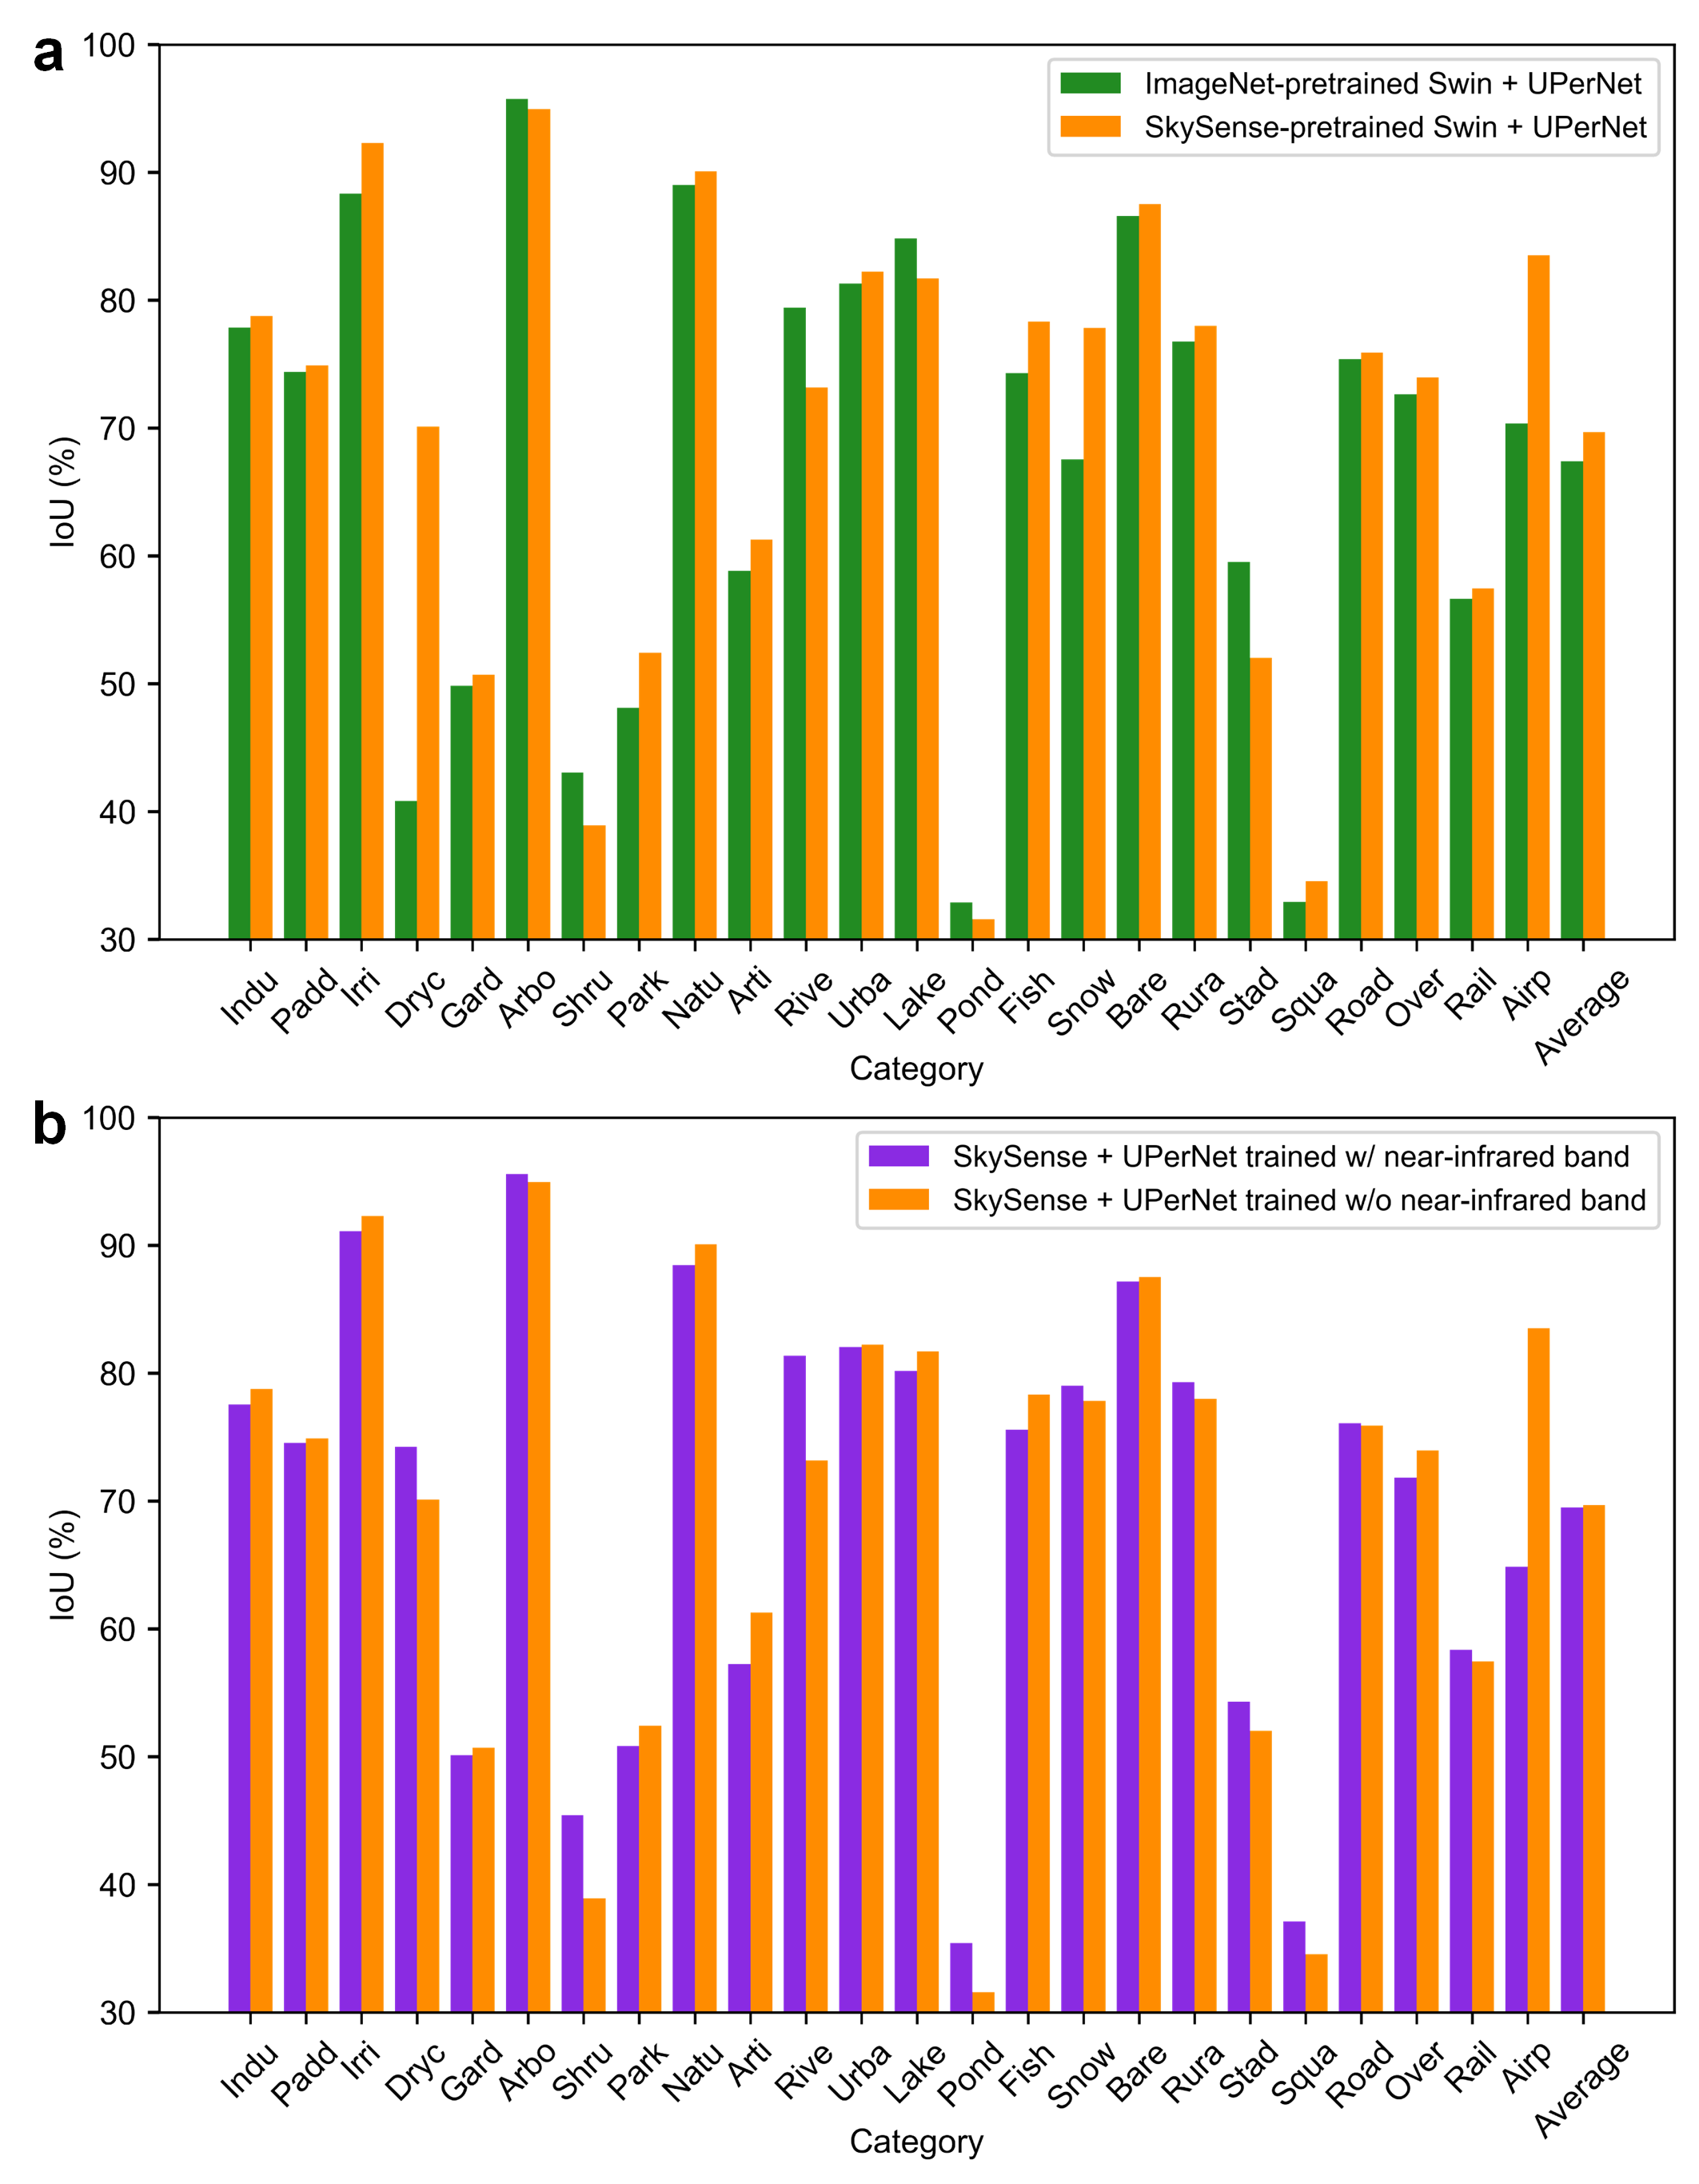 a
100
90
80
70
60
50
40
30
IoU (%)
ImageNet-pretrained Swin + UPerNet
SkySense-pretrained Swin + UPerNet
Indu
Padd
Irri
Dryc
Gard
Arbo
Shru
Park
Natu
Arti
Rive
Urba
Lake
Pond
Fish
Snow
Bare
Rura
Stad
Squa
Road
Over
Rail
Airp
Average
Category
b
100
90
80
70
60
50
40
30
IoU (%)
SkySense + UPerNet trained w/ near-infrared band
SkySense + UPerNet trained w/o near-infrared band
Indu
Padd
Irri
Dryc
Gard
Arbo
Shru
Park
Natu
Arti
Rive
Urba
Lake
Pond
Fish
Snow
Bare
Rura
Stad
Squa
Road
Over
Rail
Airp
Average
Category